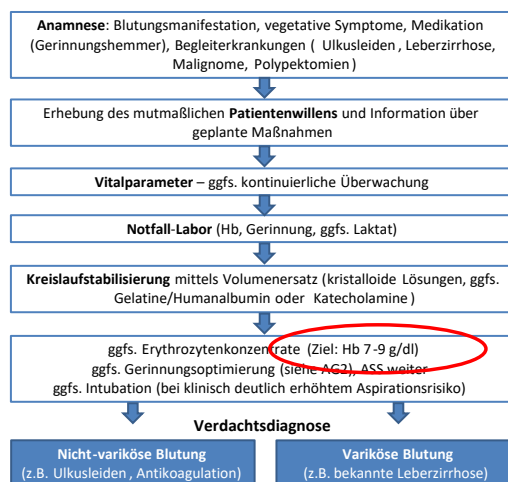 Anamnese: Blutungsmanifestation, vegetative Symptome, Medikation
(Gerinnungshemmer), Begleiterkrankungen ( Ulkusleiden, Leberzirrhose,
Malignome, Polypektomien)
Erhebung des mutmaßlichen Patientenwillens und Information über
geplante Maßnahmen
Vitalparameter – ggfs. kontinuierliche Überwachung
Notfall-Labor (Hb, Gerinnung, ggfs. Laktat)
Kreislaufstabilisierung mittels Volumenersatz (kristalloide Lösungen, ggfs.
Gelatine/Humanalbumin oder Katecholamine)
ggfs. Erythrozytenkonzentrate (Ziel: Hb 7-9 g/dl)
ggfs. Gerinnungsoptimierung (siehe AG2), ASS weiter
ggfs. Intubation (bei klinisch deutlich erhöhtem Aspirationsrisiko)
Verdachtsdiagnose
Nicht-variköse Blutung
(z.B. Ulkusleiden, Antikoagulation)
Variköse Blutung
(z.B. bekannte Leberzirrhose)